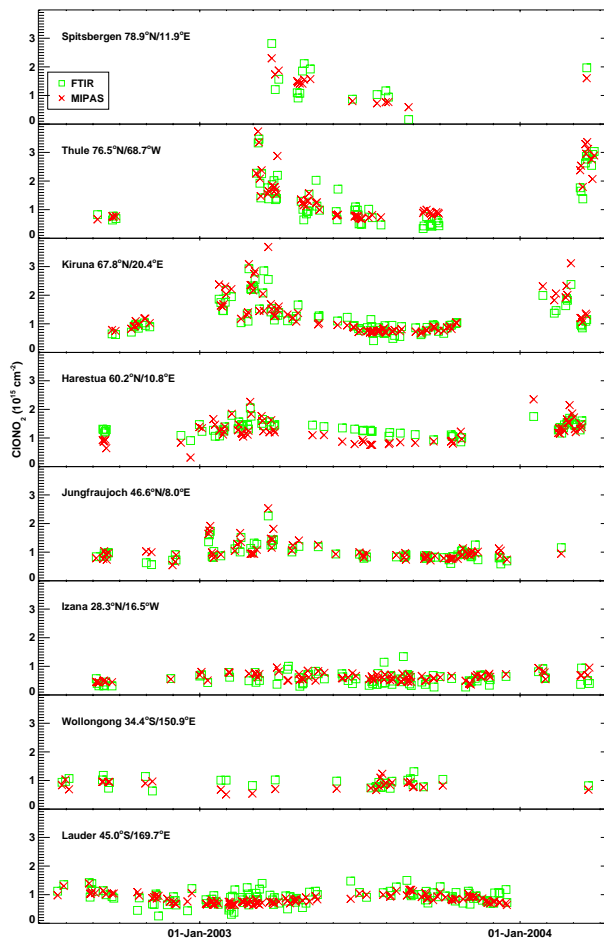 Spitsbergen 78.9°N/11.9°E
FTIR
MIPAS
3
2
1
0
Thule 76.5°N/68.7°W
3
2
1
0
Kiruna 67.8°N/20.4°E
3
2
1
0
Harestua 60.2°N/10.8°E
3
2
1
0
ClONO₂ (10¹⁵ cm⁻²)
Jungfraujoch 46.6°N/8.0°E
3
2
1
0
Izana 28.3°N/16.5°W
3
2
1
0
Wollongong 34.4°S/150.9°E
3
2
1
0
Lauder 45.0°S/169.7°E
3
2
1
0
01-Jan-2003 01-Jan-2004